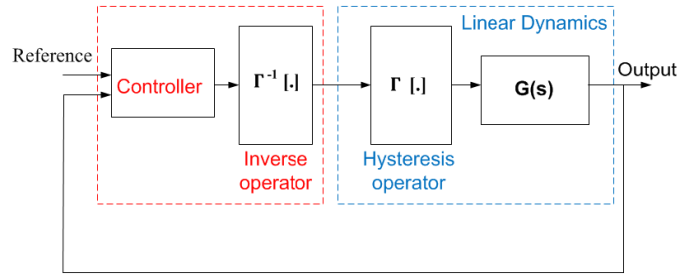 Linear Dynamics
Reference
Controller
Γ⁻¹ [.]
Γ [.]
G(s)
Output
Inverse
operator
Hysteresis
operator